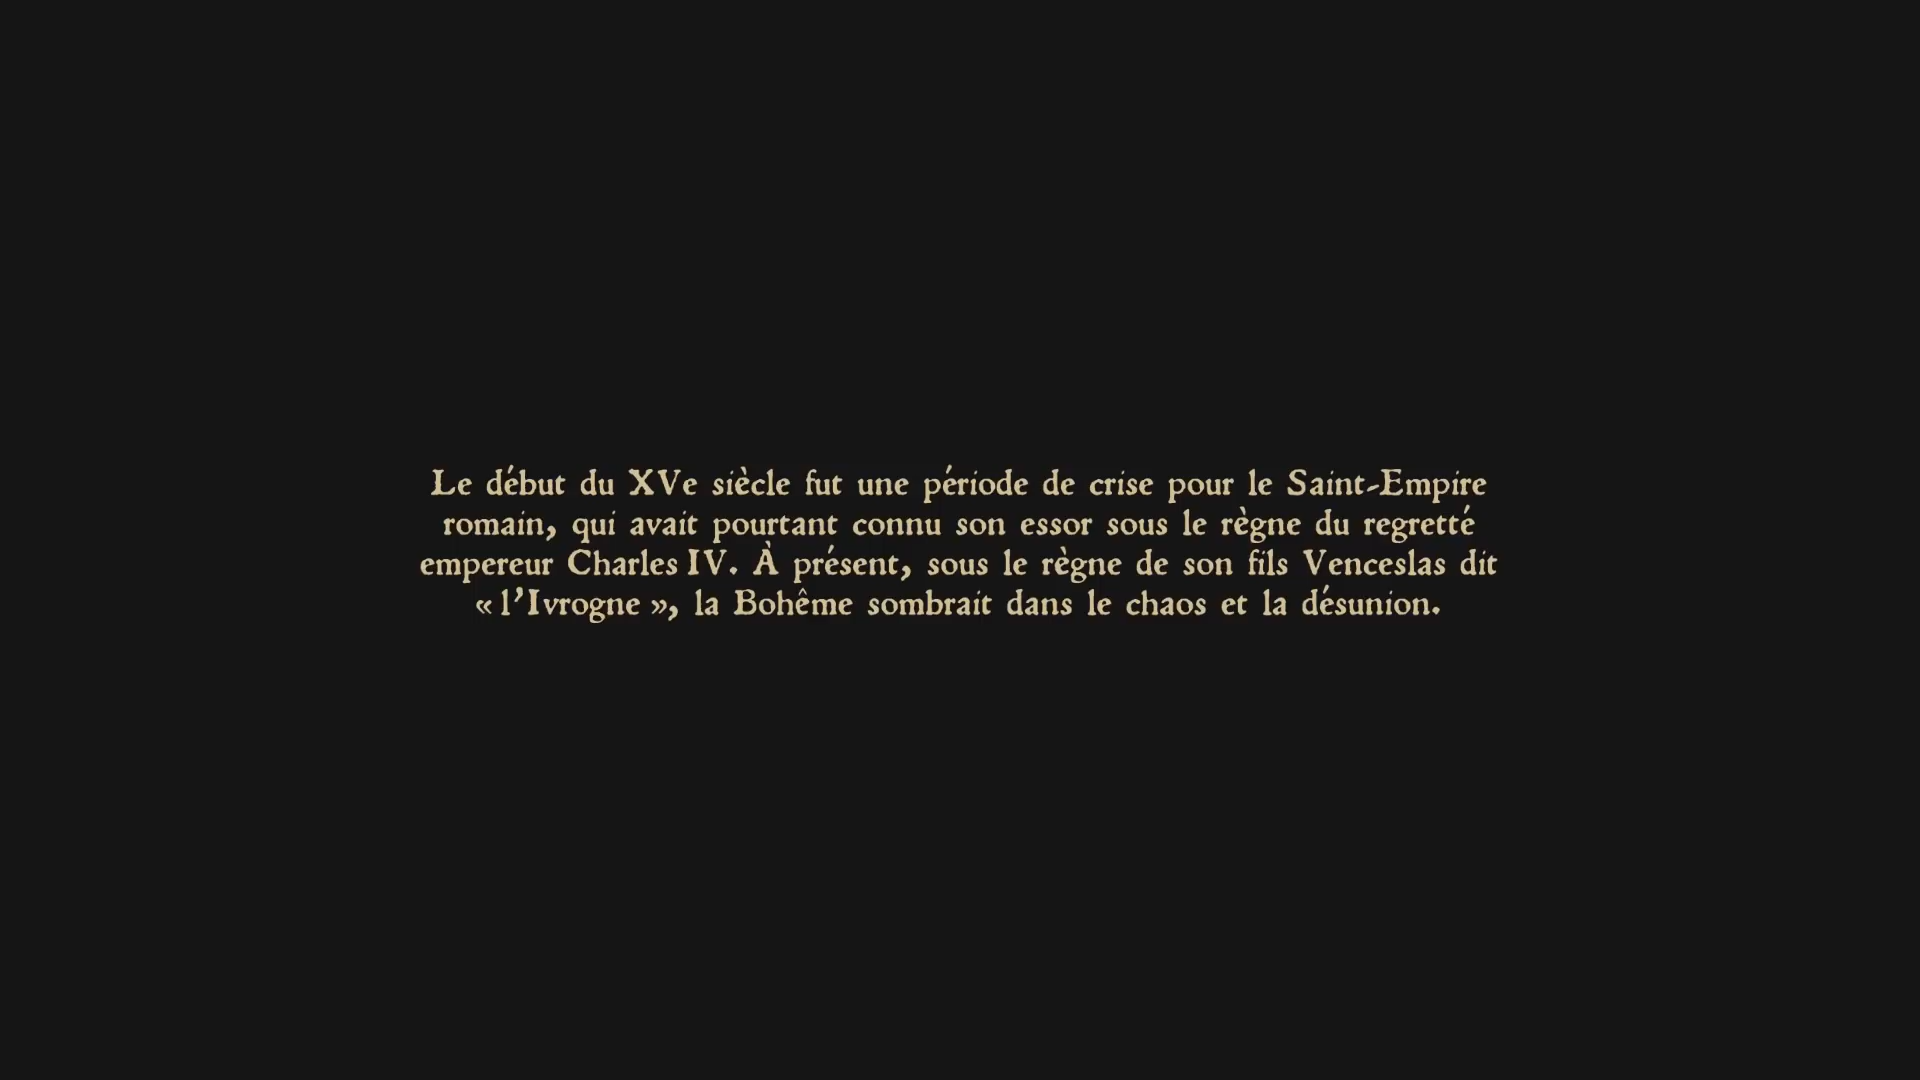 Le début du XVe siècle fut une période de crise pour le Saint-Empire
romain, qui avait pourtant connu son essor sous le règne du regretté
empereur Charles IV. À présent, sous le règne de son fils Venceslas dit
« l’Ivrogne », la Bohême sombrait dans le chaos et la désunion.